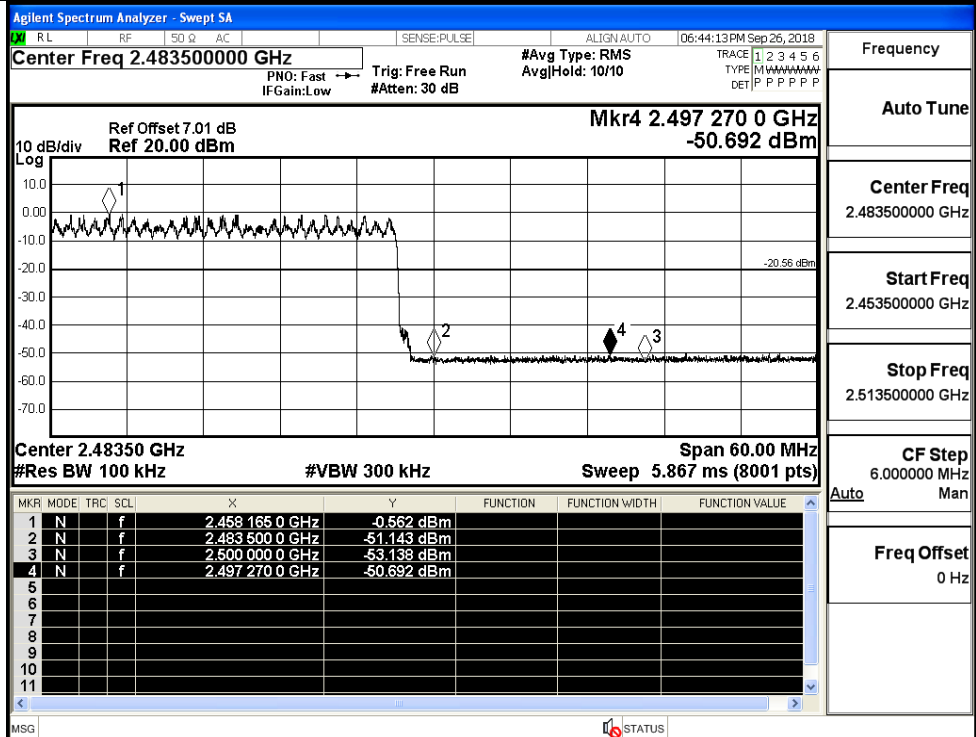 Agilent Spectrum Analyzer - Swept SA
LXI RL RF 50 Ω AC SENSE:PULSE ALIGN AUTO 06:44:13 PM Sep 26, 2018
Center Freq 2.483500000 GHz
#Avg Type: RMS
TRACE 1 2 3 4 5 6
PNO: Fast
Trig: Free Run
Avg|Hold: 10/10
TYPE M WWWWW
IFGain:Low
#Atten: 30 dB
DET P P P P P P
Mkr4 2.497 270 0 GHz
-50.692 dBm
Ref Offset 7.01 dB
10 dB/div Ref 20.00 dBm
Log
10.0
0.00
-10.0
-20.0
-30.0
-40.0
-50.0
-60.0
-70.0
1
2
4
3
-20.56 dBm
Center 2.48350 GHz Span 60.00 MHz
#Res BW 100 kHz #VBW 300 kHz Sweep 5.867 ms (8001 pts)
MKR MODE TRC SCL X Y FUNCTION FUNCTION WIDTH FUNCTION VALUE
1 N f 2.458 165 0 GHz -0.562 dBm
2 N f 2.483 500 0 GHz -51.143 dBm
3 N f 2.500 000 0 GHz -53.138 dBm
4 N f 2.497 270 0 GHz -50.692 dBm
5
6
7
8
9
10
11
MSG STATUS
Frequency
Auto Tune
Center Freq
2.483500000 GHz
Start Freq
2.453500000 GHz
Stop Freq
2.513500000 GHz
CF Step
6.000000 MHz
Auto Man
Freq Offset
0 Hz